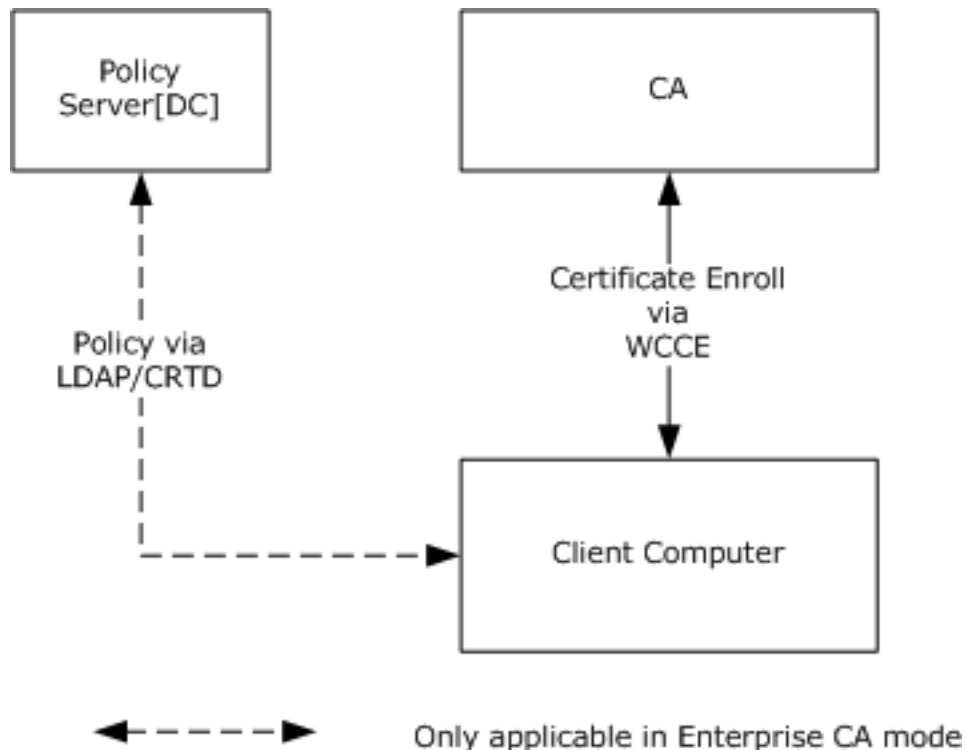 Policy
Server[DC]
CA
Certificate Enroll
via
WCCE
Policy via
LDAP/CRTD
Client Computer
Only applicable in Enterprise CA mode